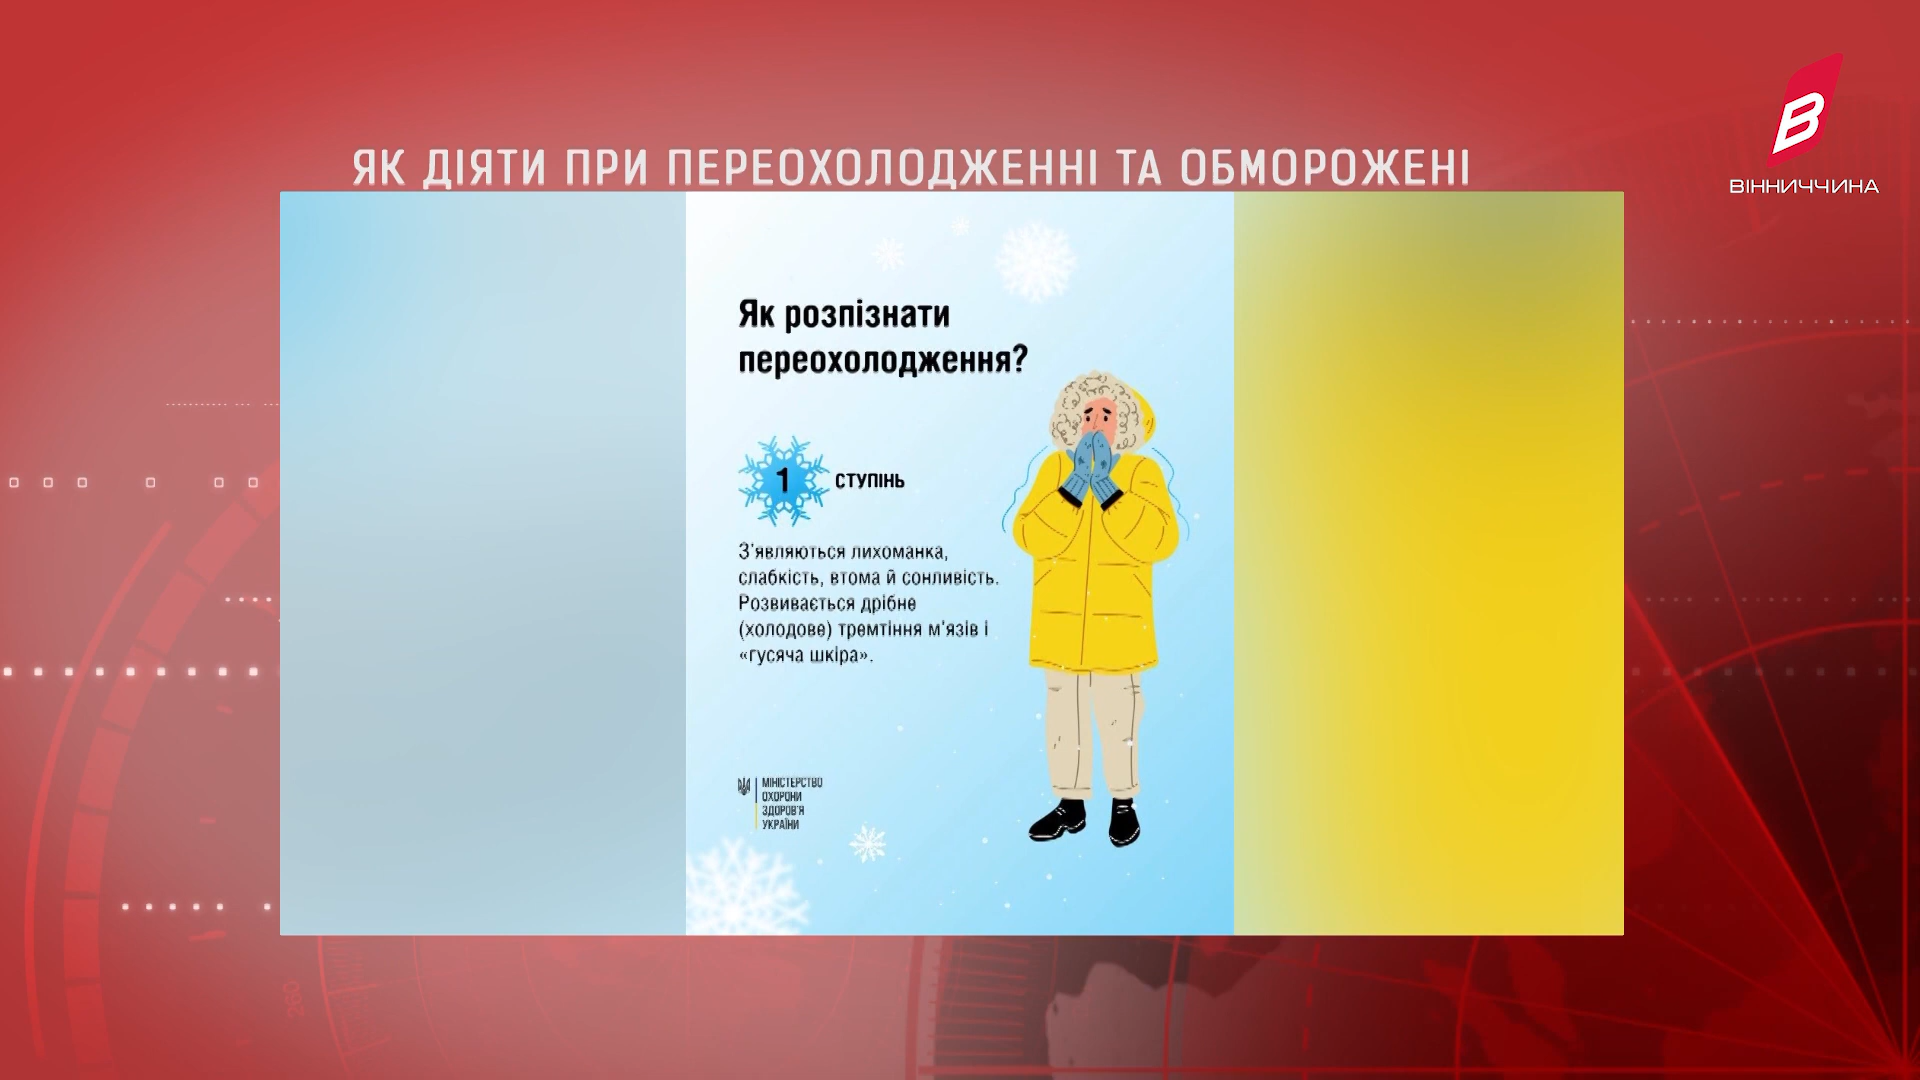 В
ВІННИЧЧИНА
ЯК ДІЯТИ ПРИ ПЕРЕОХОЛОДЖЕННІ ТА ОБМОРОЖЕНІ
Як розпізнати
переохолодження?
1 СТУПІНЬ
З'являються лихоманка,
слабкість, втома й сонливість.
Розвивається дрібне
(холодове) тремтіння м'язів і
«гусяча шкіра».
МІНІСТЕРСТВО
ОХОРОНИ
ЗДОРОВ'Я
УКРАЇНИ
260